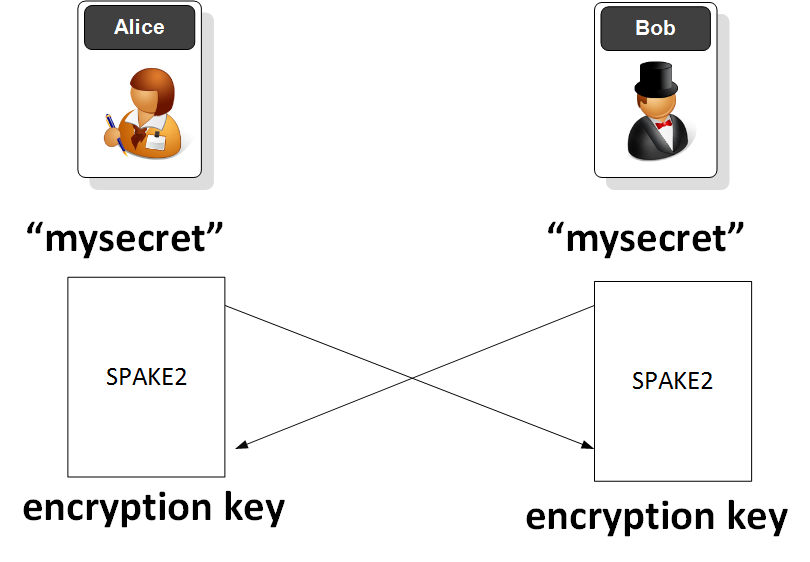 Alice
Bob
“mysecret”
“mysecret”
SPAKE2
SPAKE2
encryption key
encryption key